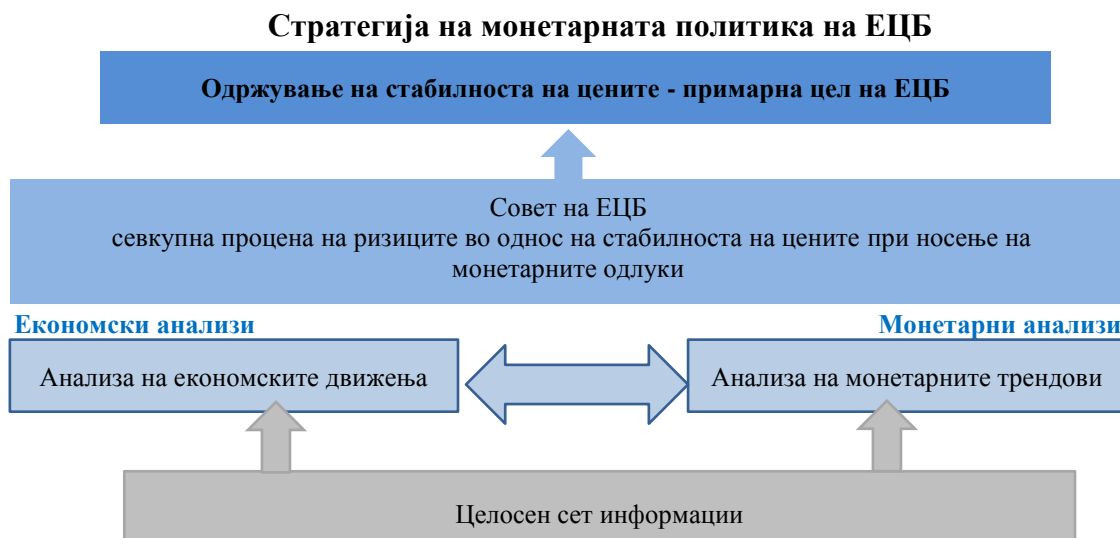 Стратегија на монетарната политика на ЕЦБ
Одржување на стабилноста на цените - примарна цел на ЕЦБ
Совет на ЕЦБ
севкупна процена на ризиците во однос на стабилноста на цените при носење на
монетарните одлуки
Економски анализи
Монетарни анализи
Анализа на економските движења
Анализа на монетарните трендови
Целосен сет информации